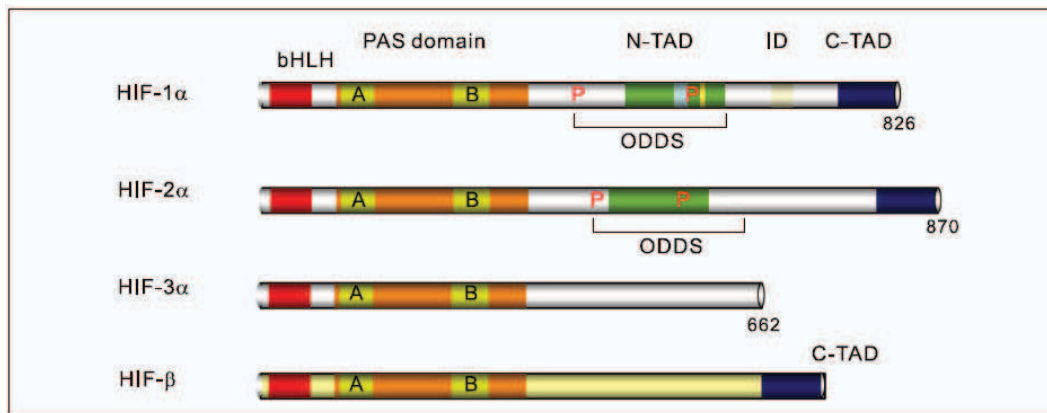 PAS domain N-TAD ID C-TAD
bHLH
HIF-1α A B P P
826
ODDS
HIF-2α A B P P
870
ODDS
HIF-3α A B
662
C-TAD
HIF-β A B